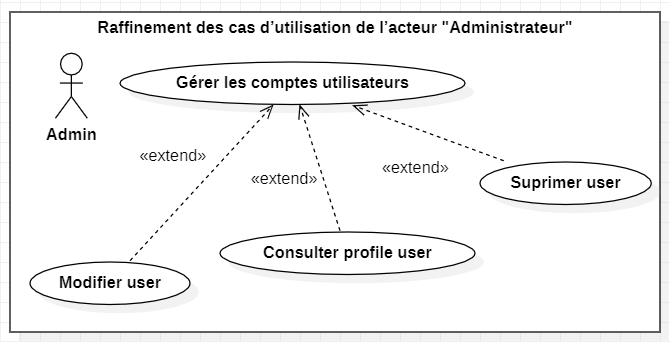 Raffinement des cas d’utilisation de l’acteur "Administrateur"
Gérer les comptes utilisateurs
Admin
«extend»
«extend»
«extend»
Suprimer user
Consulter profile user
Modifier user